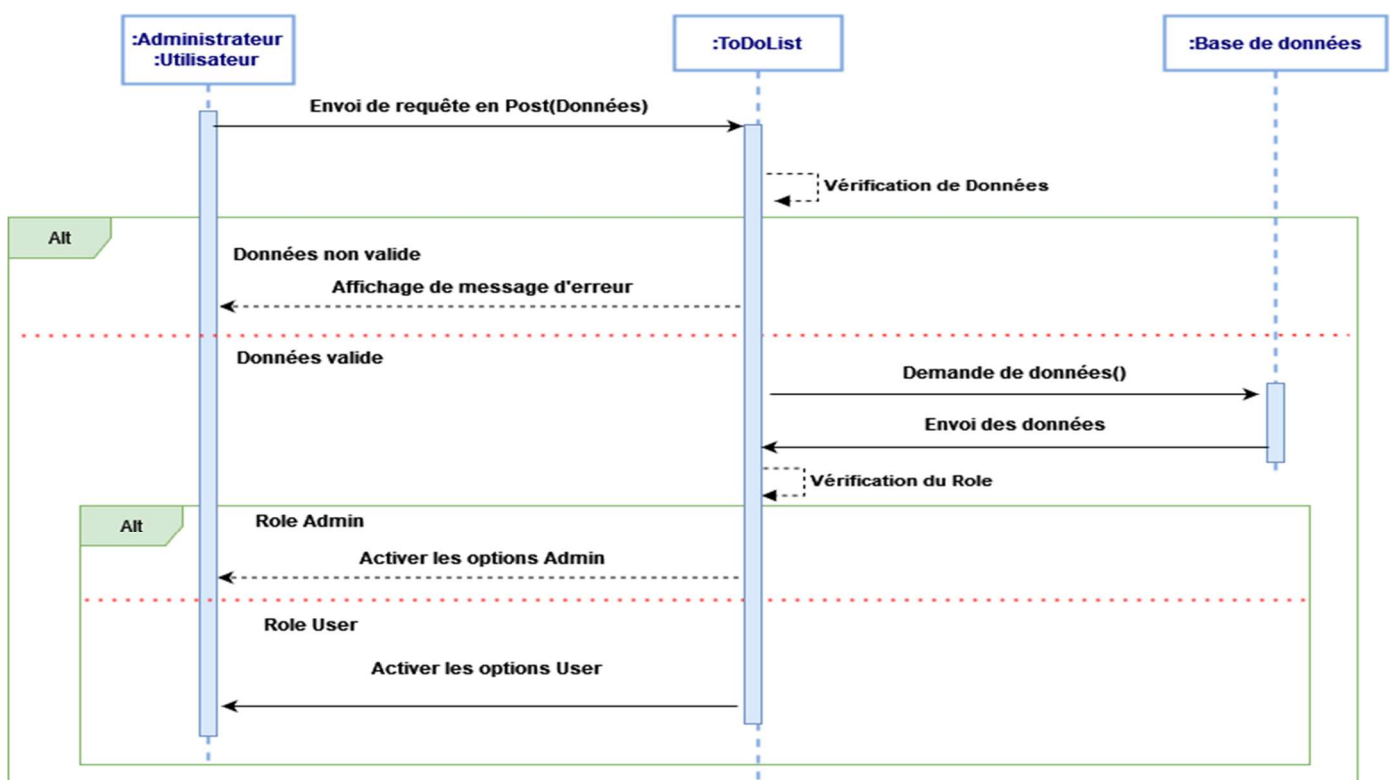 :Administrateur
:Utilisateur
:ToDoList
:Base de données
Envoi de requête en Post(Données)
Vérification de Données
Alt
Données non valide
Affichage de message d'erreur
Données valide
Demande de données()
Envoi des données
Vérification du Role
Alt
Role Admin
Activer les options Admin
Role User
Activer les options User